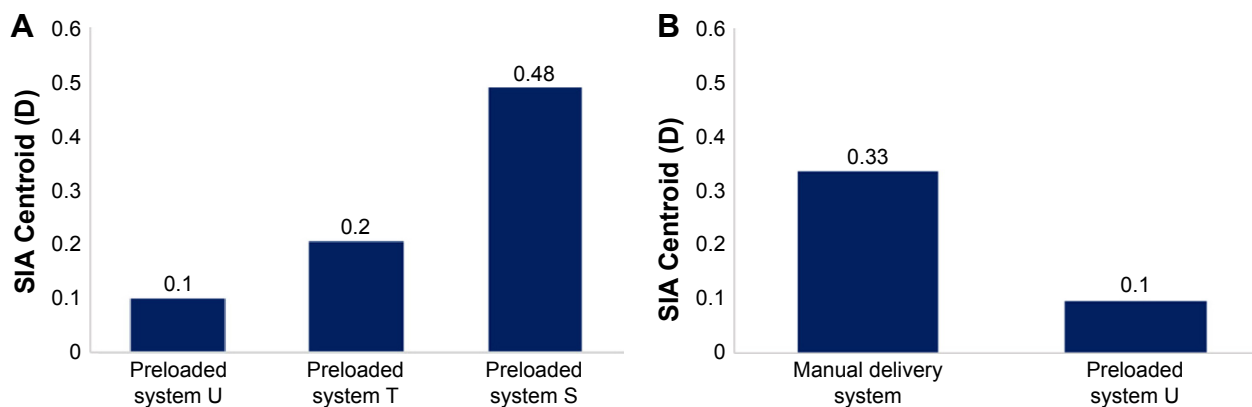 A
SIA Centroid (D)
0.6
0.5
0.4
0.3
0.2
0.1
0
0.1
0.2
0.48
Preloaded
system U
Preloaded
system T
Preloaded
system S
B
SIA Centroid (D)
0.6
0.5
0.4
0.3
0.2
0.1
0
0.33
0.1
Manual delivery
system
Preloaded
system U